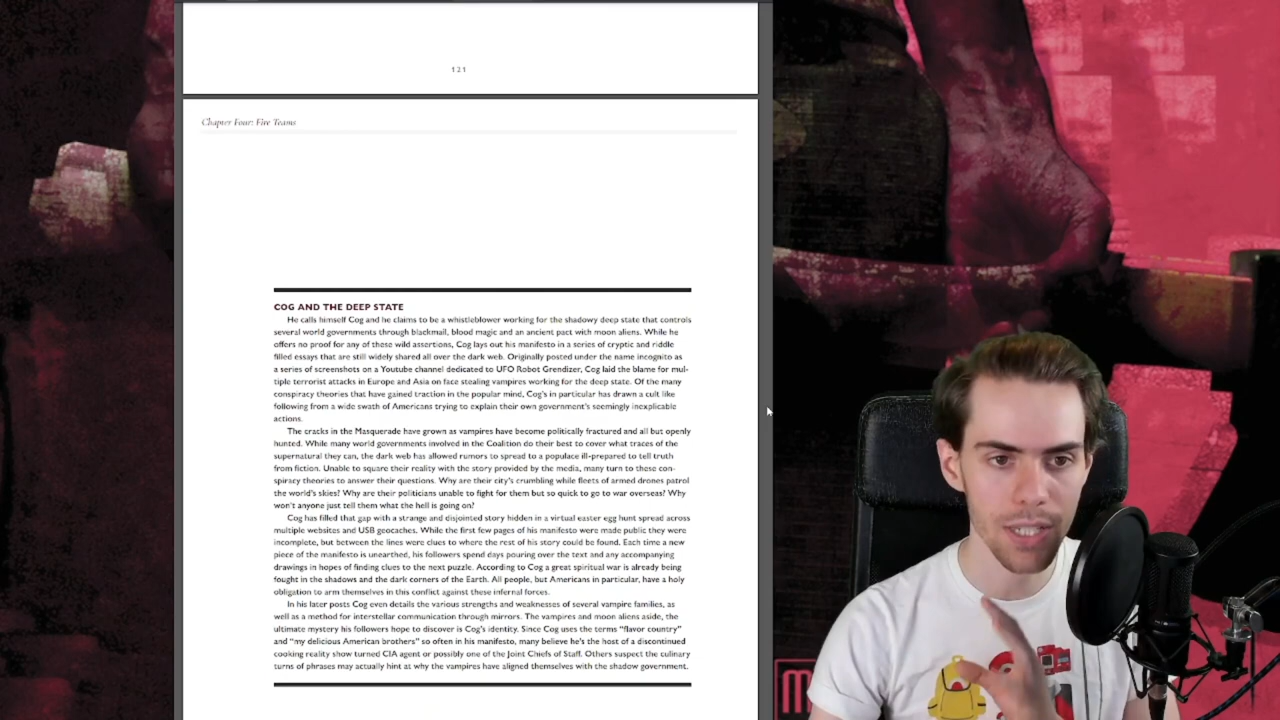 121
Chapter Four: Fire Teams
COG AND THE DEEP STATE
He calls himself Cog and he claims to be a whistleblower working for the shadowy deep state that controls
several world governments through blackmail, blood magic and an ancient pact with moon aliens. While he
offers no proof for any of these wild assertions, Cog lays out his manifesto in a series of cryptic and riddle
filled essays that are still widely shared all over the dark web. Originally posted under the name incognito as
a series of screenshots on a Youtube channel dedicated to UFO Robot Grendizer, Cog laid the blame for mul-
tiple terrorist attacks in Europe and Asia on face stealing vampires working for the deep state. Of the many
conspiracy theories that have gained traction in the popular mind, Cog's in particular has drawn a cult like
following from a wide swath of Americans trying to explain their own government's seemingly inexplicable
actions.
The cracks in the Masquerade have grown as vampires have become politically fractured and all but openly
hunted. While many world governments involved in the Coalition do their best to cover what traces of the
supernatural they can, the dark web has allowed rumors to spread to a populace ill-prepared to tell truth
from fiction. Unable to square their reality with the story provided by the media, many turn to these con-
spiracy theories to answer their questions. Why are their city's crumbling while fleets of armed drones patrol
the world's skies? Why are their politicians unable to fight for them but so quick to go to war overseas? Why
won't anyone just tell them what the hell is going on?
Cog has filled that gap with a strange and disjointed story hidden in a virtual easter egg hunt spread across
multiple websites and USB geocaches. While the first few pages of his manifesto were made public they were
incomplete, but between the lines were clues to where the rest of his story could be found. Each time a new
piece of the manifesto is unearthed, his followers spend days pouring over the text and any accompanying
drawings in hopes of finding clues to the next puzzle. According to Cog a great spiritual war is already being
fought in the shadows and the dark corners of the Earth. All people, but Americans in particular, have a holy
obligation to arm themselves in this conflict against these infernal forces.
In his later posts Cog even details the various strengths and weaknesses of several vampire families, as
well as a method for interstellar communication through mirrors. The vampires and moon aliens aside, the
ultimate mystery his followers hope to discover is Cog's identity. Since Cog uses the terms "flavor country"
and "my delicious American brothers" so often in his manifesto, many believe he's the host of a discontinued
cooking reality show turned CIA agent or possibly one of the Joint Chiefs of Staff. Others suspect the culinary
turns of phrases may actually hint at why the vampires have aligned themselves with the shadow government.